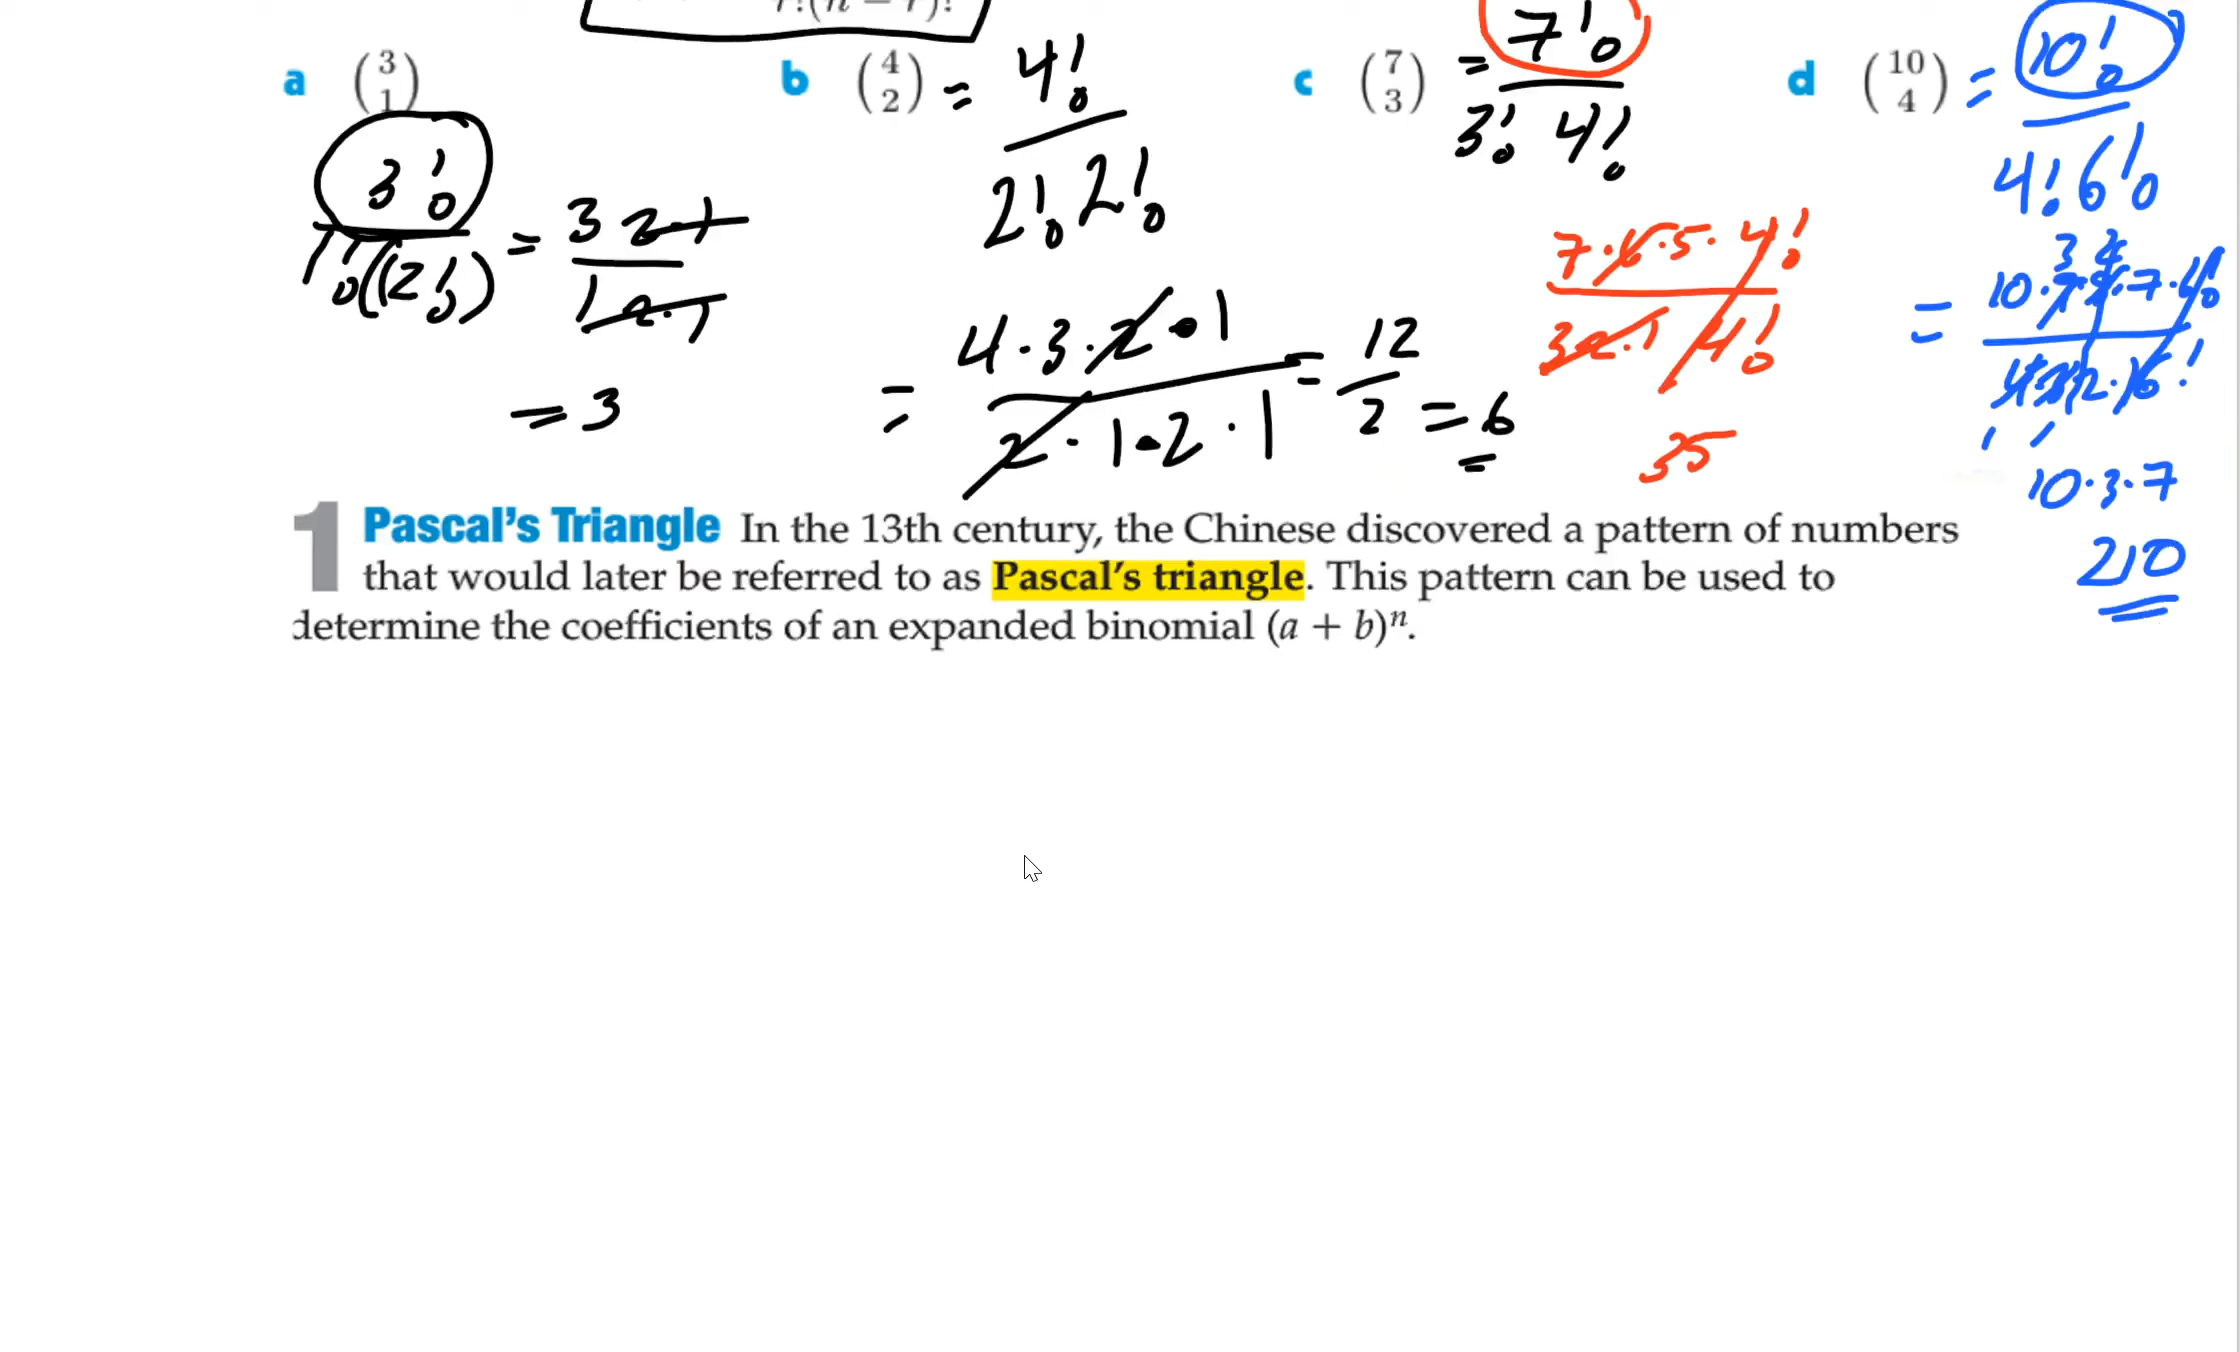 r!(n − r)!
a (3 1)
3! / 1!(2!) = 3 2·1 / 1 2·1
= 3
b (4 2) = 4! / 2! 2!
= 4·3·2·1 / 2·1·2·1 = 12 / 2 = 6
c (7 3) = 7! / 3! 4!
7·6·5·4! / 3 2·1 4!
35
d (10 4) = 10! / 4! 6!
3
10· ·7· !
10·3·7
210
1 Pascal's Triangle In the 13th century, the Chinese discovered a pattern of numbers
that would later be referred to as Pascal's triangle. This pattern can be used to
determine the coefficients of an expanded binomial (a + b)ⁿ.